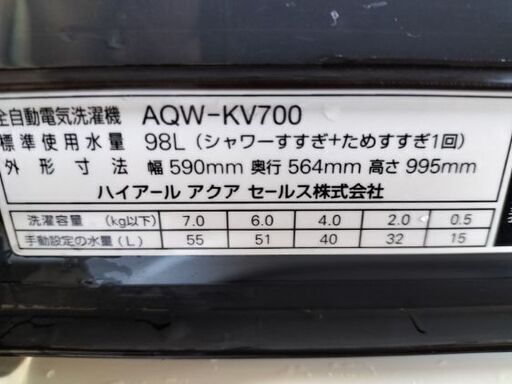 全自動電気洗濯機 AQW-KV700
標準使用水量 98L(シャワーすすぎ+ためすすぎ1回)
外形寸法 幅590mm 奥行564mm 高さ995mm
ハイアール アクア セールス株式会社
洗濯容量 (kg以下) 7.0 6.0 4.0 2.0 0.5
手動設定の水量(L) 55 51 40 32 15